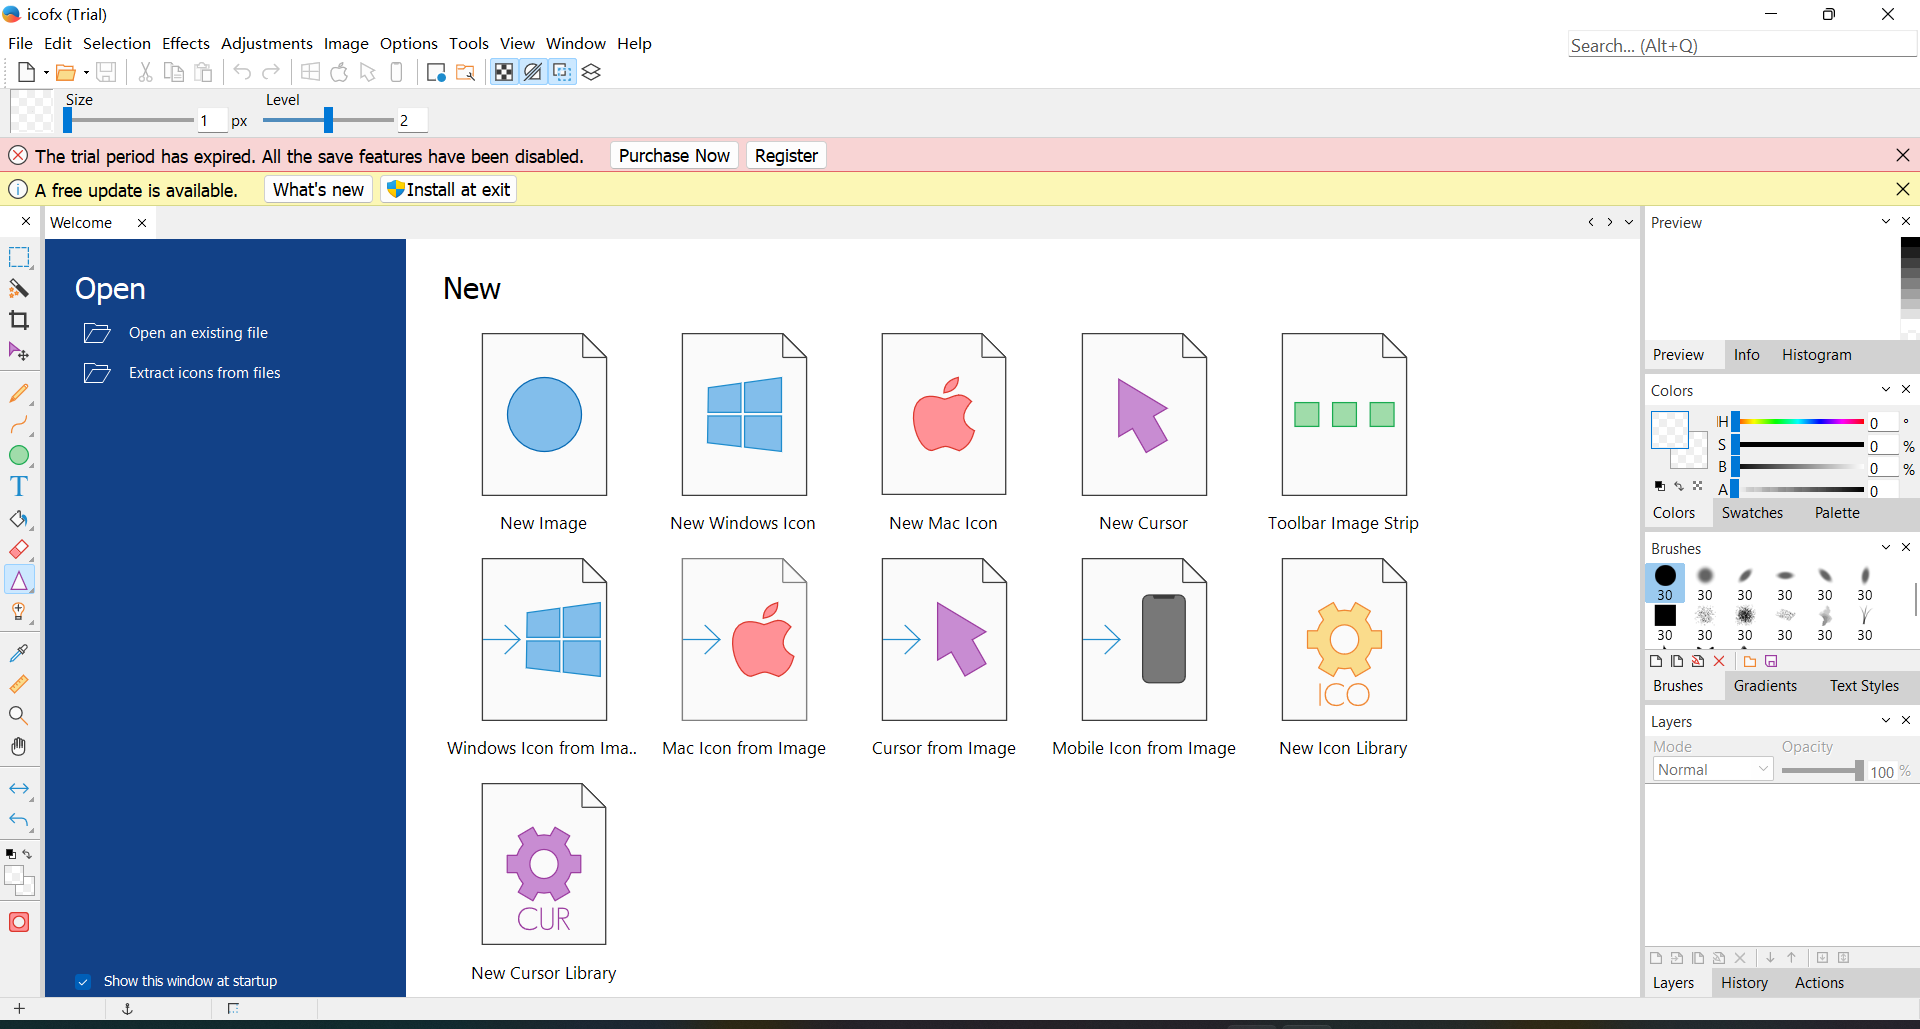 icofx (Trial)
File Edit Selection Effects Adjustments Image Options Tools View Window Help
Search... (Alt+Q)
Size
1 px
Level
2
The trial period has expired. All the save features have been disabled. Purchase Now Register
A free update is available. What's new Install at exit
Welcome
Open
Open an existing file
Extract icons from files
Show this window at startup
New
New Image New Windows Icon New Mac Icon New Cursor Toolbar Image Strip
ICO
Windows Icon from Ima.. Mac Icon from Image Cursor from Image Mobile Icon from Image New Icon Library
CUR
New Cursor Library
Preview
Preview Info Histogram
Colors
H 0 °
S 0 %
B 0 %
A 0
Colors Swatches Palette
Brushes
30 30 30 30 30 30
30 30 30 30 30 30
Brushes Gradients Text Styles
Layers
Mode Opacity
Normal 100 %
Layers History Actions